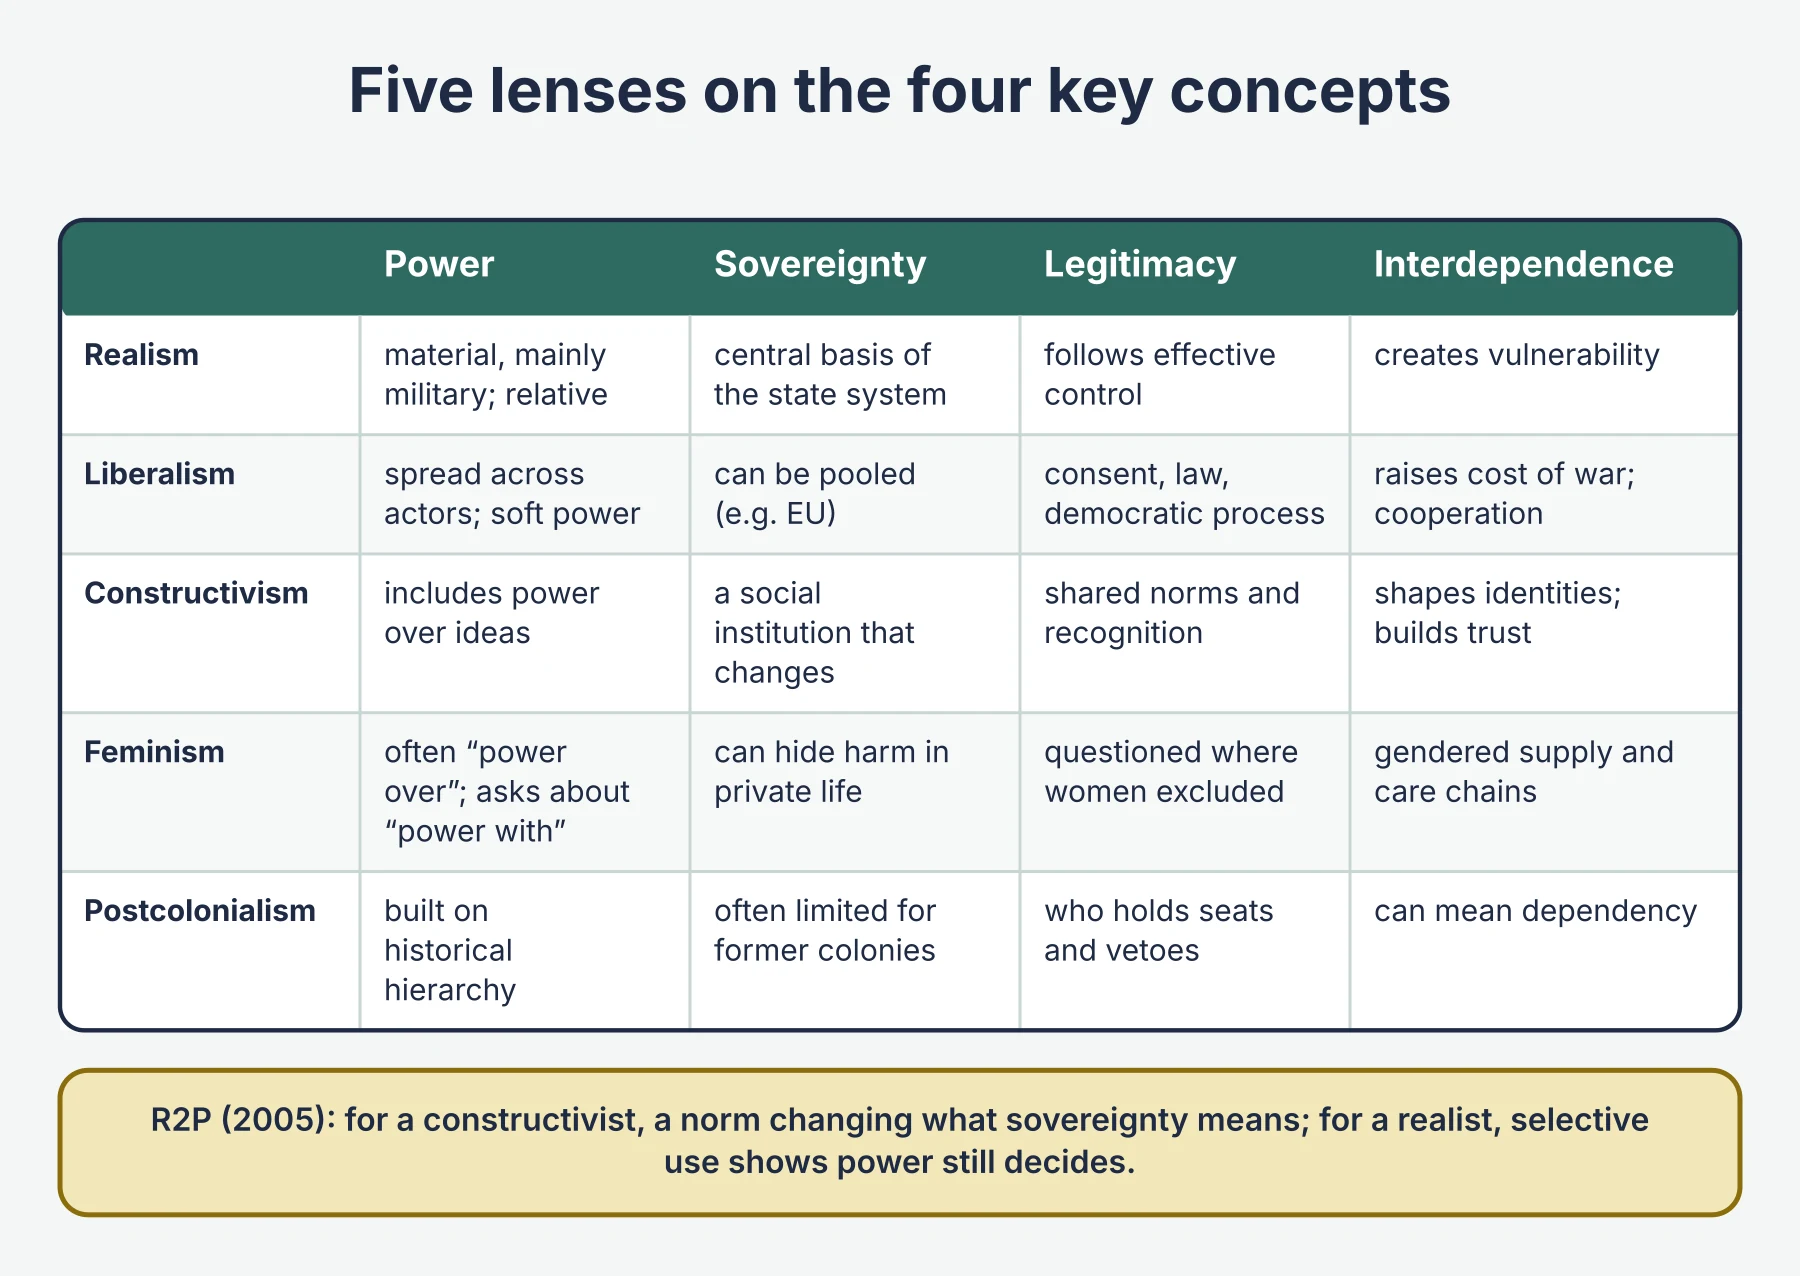 Five lenses on the four key concepts
Power Sovereignty Legitimacy Interdependence
Realism
material, mainly
military; relative
central basis of
the state system
follows effective
control
creates vulnerability
Liberalism
spread across
actors; soft power
can be pooled
(e.g. EU)
consent, law,
democratic process
raises cost of war;
cooperation
Constructivism
includes power
over ideas
a social
institution that
changes
shared norms and
recognition
shapes identities;
builds trust
Feminism
often “power
over”; asks about
“power with”
can hide harm in
private life
questioned where
women excluded
gendered supply and
care chains
Postcolonialism
built on
historical
hierarchy
often limited for
former colonies
who holds seats
and vetoes
can mean dependency
R2P (2005): for a constructivist, a norm changing what sovereignty means; for a realist, selective
use shows power still decides.